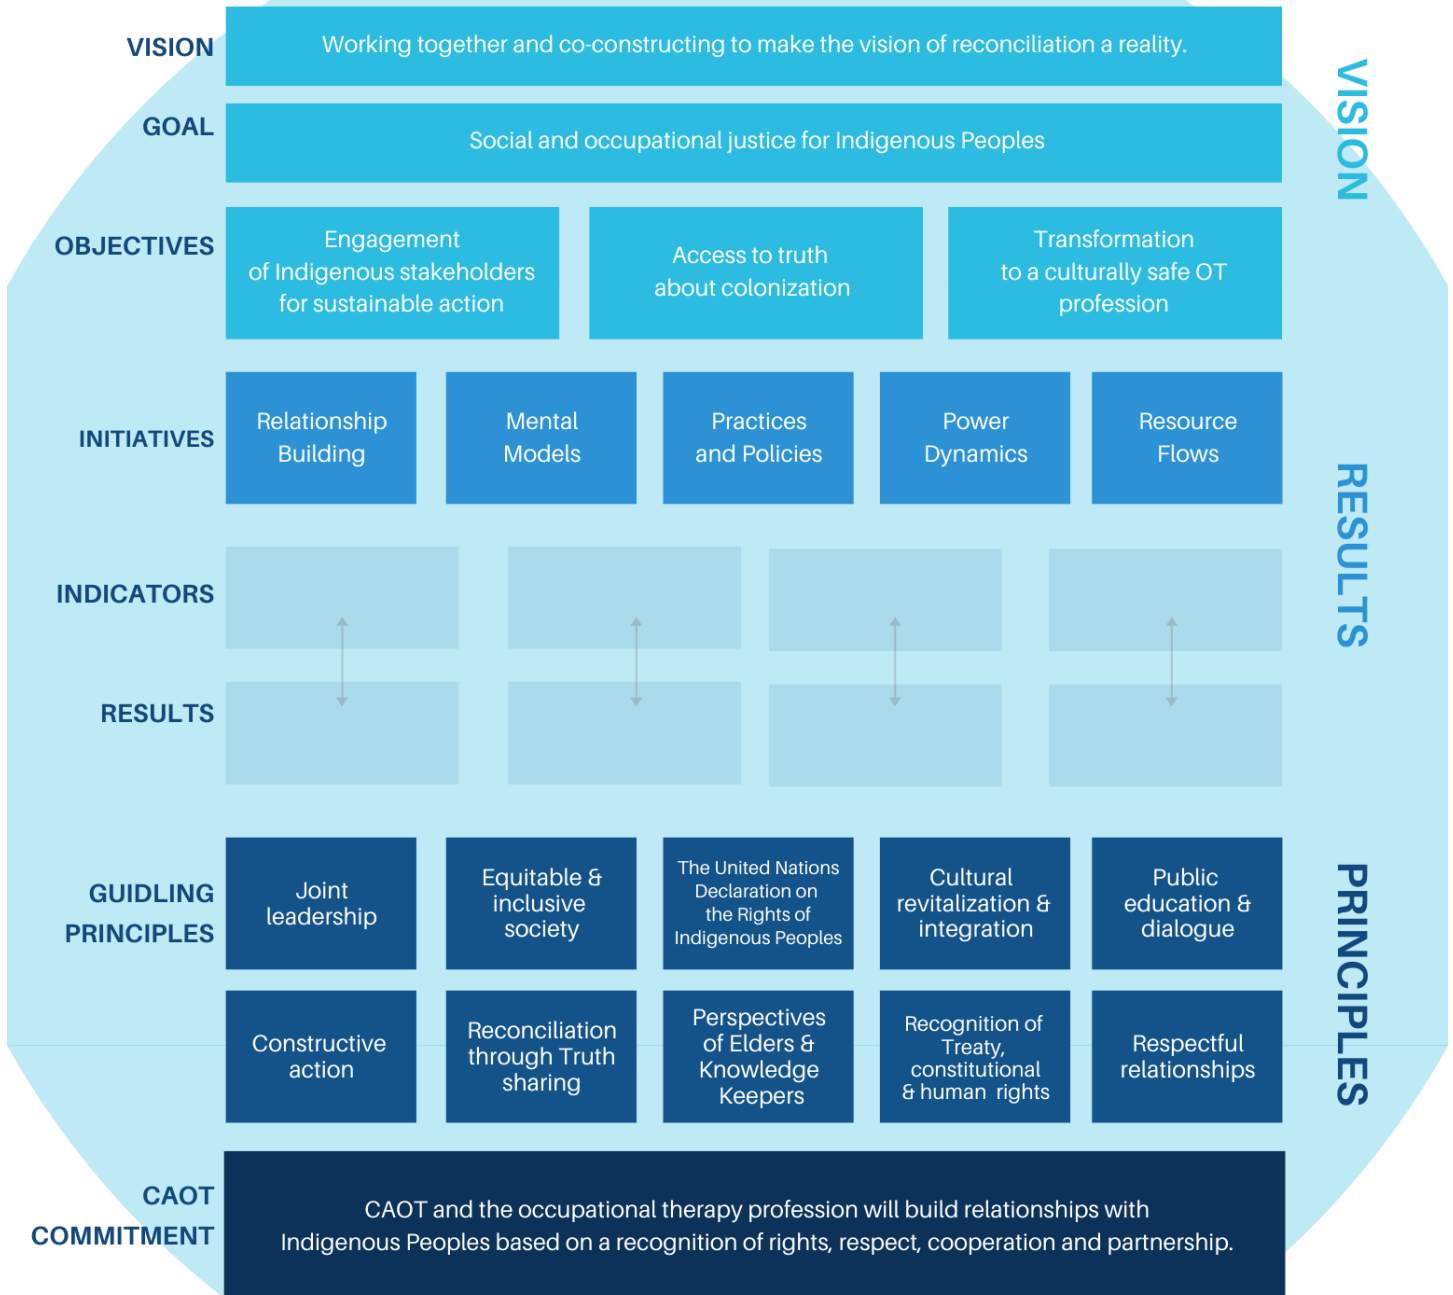 VISION
Working together and co-constructing to make the vision of reconciliation a reality.
GOAL
Social and occupational justice for Indigenous Peoples
VISION
OBJECTIVES
Engagement
of Indigenous stakeholders
for sustainable action
Access to truth
about colonization
Transformation
to a culturally safe OT
profession
INITIATIVES
Relationship
Building
Mental
Models
Practices
and Policies
Power
Dynamics
Resource
Flows
INDICATORS
RESULTS
RESULTS
GUIDLING
PRINCIPLES
Joint
leadership
Equitable &
inclusive
society
The United Nations
Declaration on
the Rights of
Indigenous Peoples
Cultural
revitalization &
integration
Public
education &
dialogue
Constructive
action
Reconciliation
through Truth
sharing
Perspectives
of Elders &
Knowledge
Keepers
Recognition of
Treaty,
constitutional
& human rights
Respectful
relationships
PRINCIPLES
CAOT
COMMITMENT
CAOT and the occupational therapy profession will build relationships with
Indigenous Peoples based on a recognition of rights, respect, cooperation and partnership.